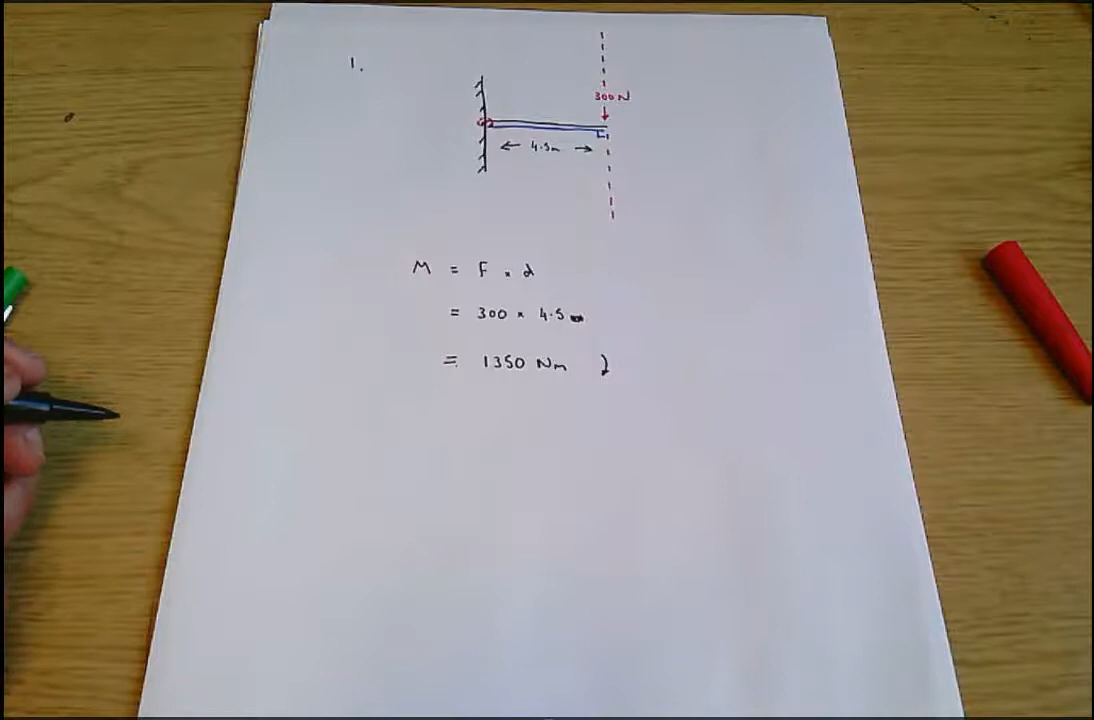 1.
300 N
4.5m
M = F × d
= 300 × 4.5
= 1350 Nm